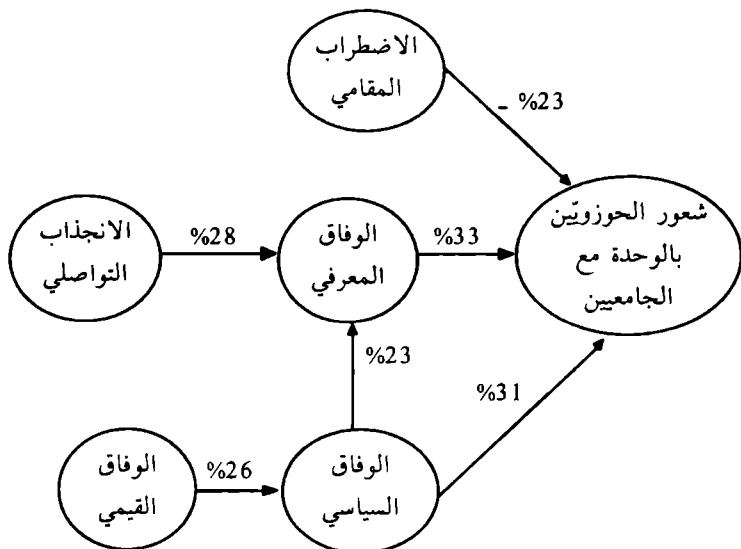 الاضطراب
المقامي
- %23
شعور الحوزويّين
بالوحدة مع
الجامعيين
الانجذاب
التواصلي
%28
الوفاق
المعرفي
%33
%23
%31
الوفاق
القيمي
%26
الوفاق
السياسي